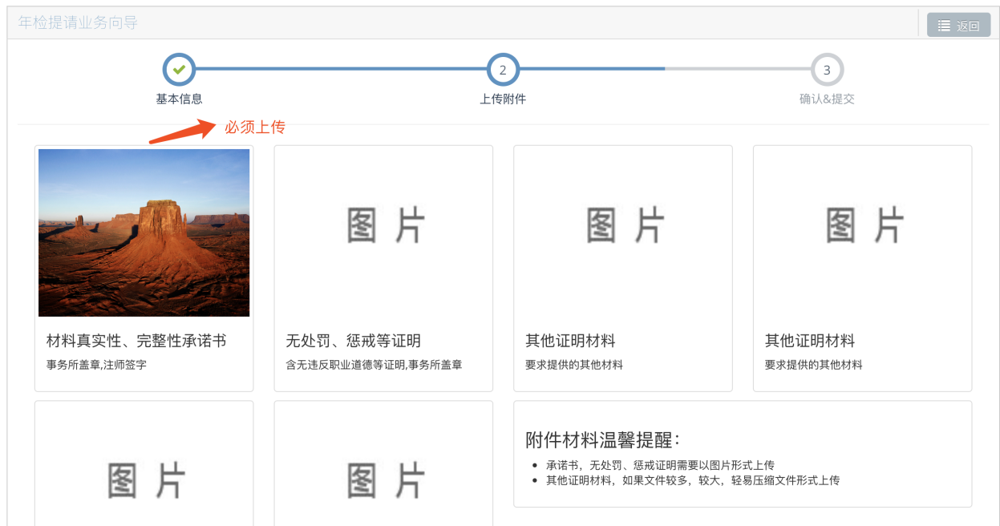 年检提请业务向导
返回
2
3
基本信息
上传附件
确认&提交
必须上传
图片
图片
图片
材料真实性、完整性承诺书
无处罚、惩戒等证明
其他证明材料
其他证明材料
事务所盖章,注师签字
含无违反职业道德等证明,事务所盖章
要求提供的其他材料
要求提供的其他材料
图片
图片
附件材料温馨提醒：
承诺书，无处罚、惩戒证明需要以图片形式上传
其他证明材料，如果文件较多，较大，轻易压缩文件形式上传